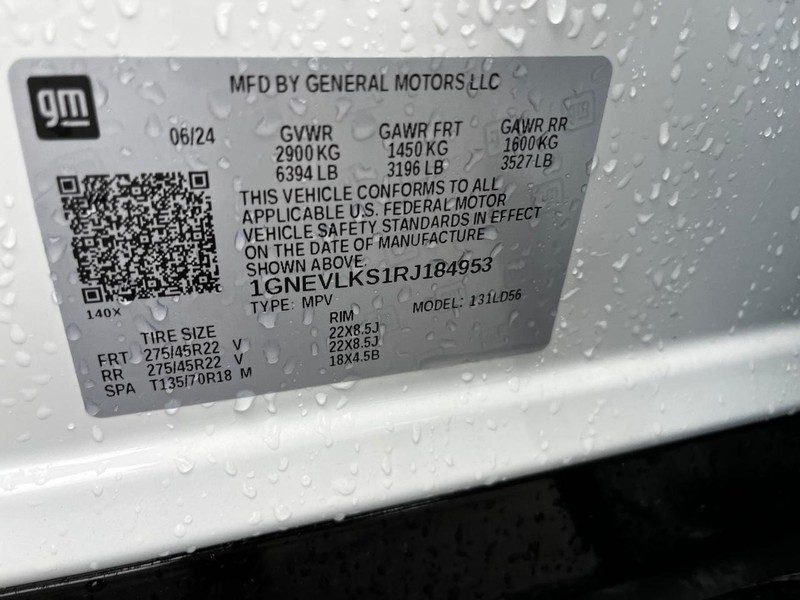 gm
MFD BY GENERAL MOTORS LLC
06/24 GVWR GAWR FRT GAWR RR
2900 KG 1450 KG 1600 KG
6394 LB 3196 LB 3527 LB
THIS VEHICLE CONFORMS TO ALL
APPLICABLE U.S. FEDERAL MOTOR
VEHICLE SAFETY STANDARDS IN EFFECT
ON THE DATE OF MANUFACTURE
SHOWN ABOVE.
1GNEVLKS1RJ184953
TYPE: MPV MODEL: 131LD56
140X
TIRE SIZE RIM
FRT 275/45R22 V 22X8.5J
RR 275/45R22 V 22X8.5J
SPA T135/70R18 M 18X4.5B